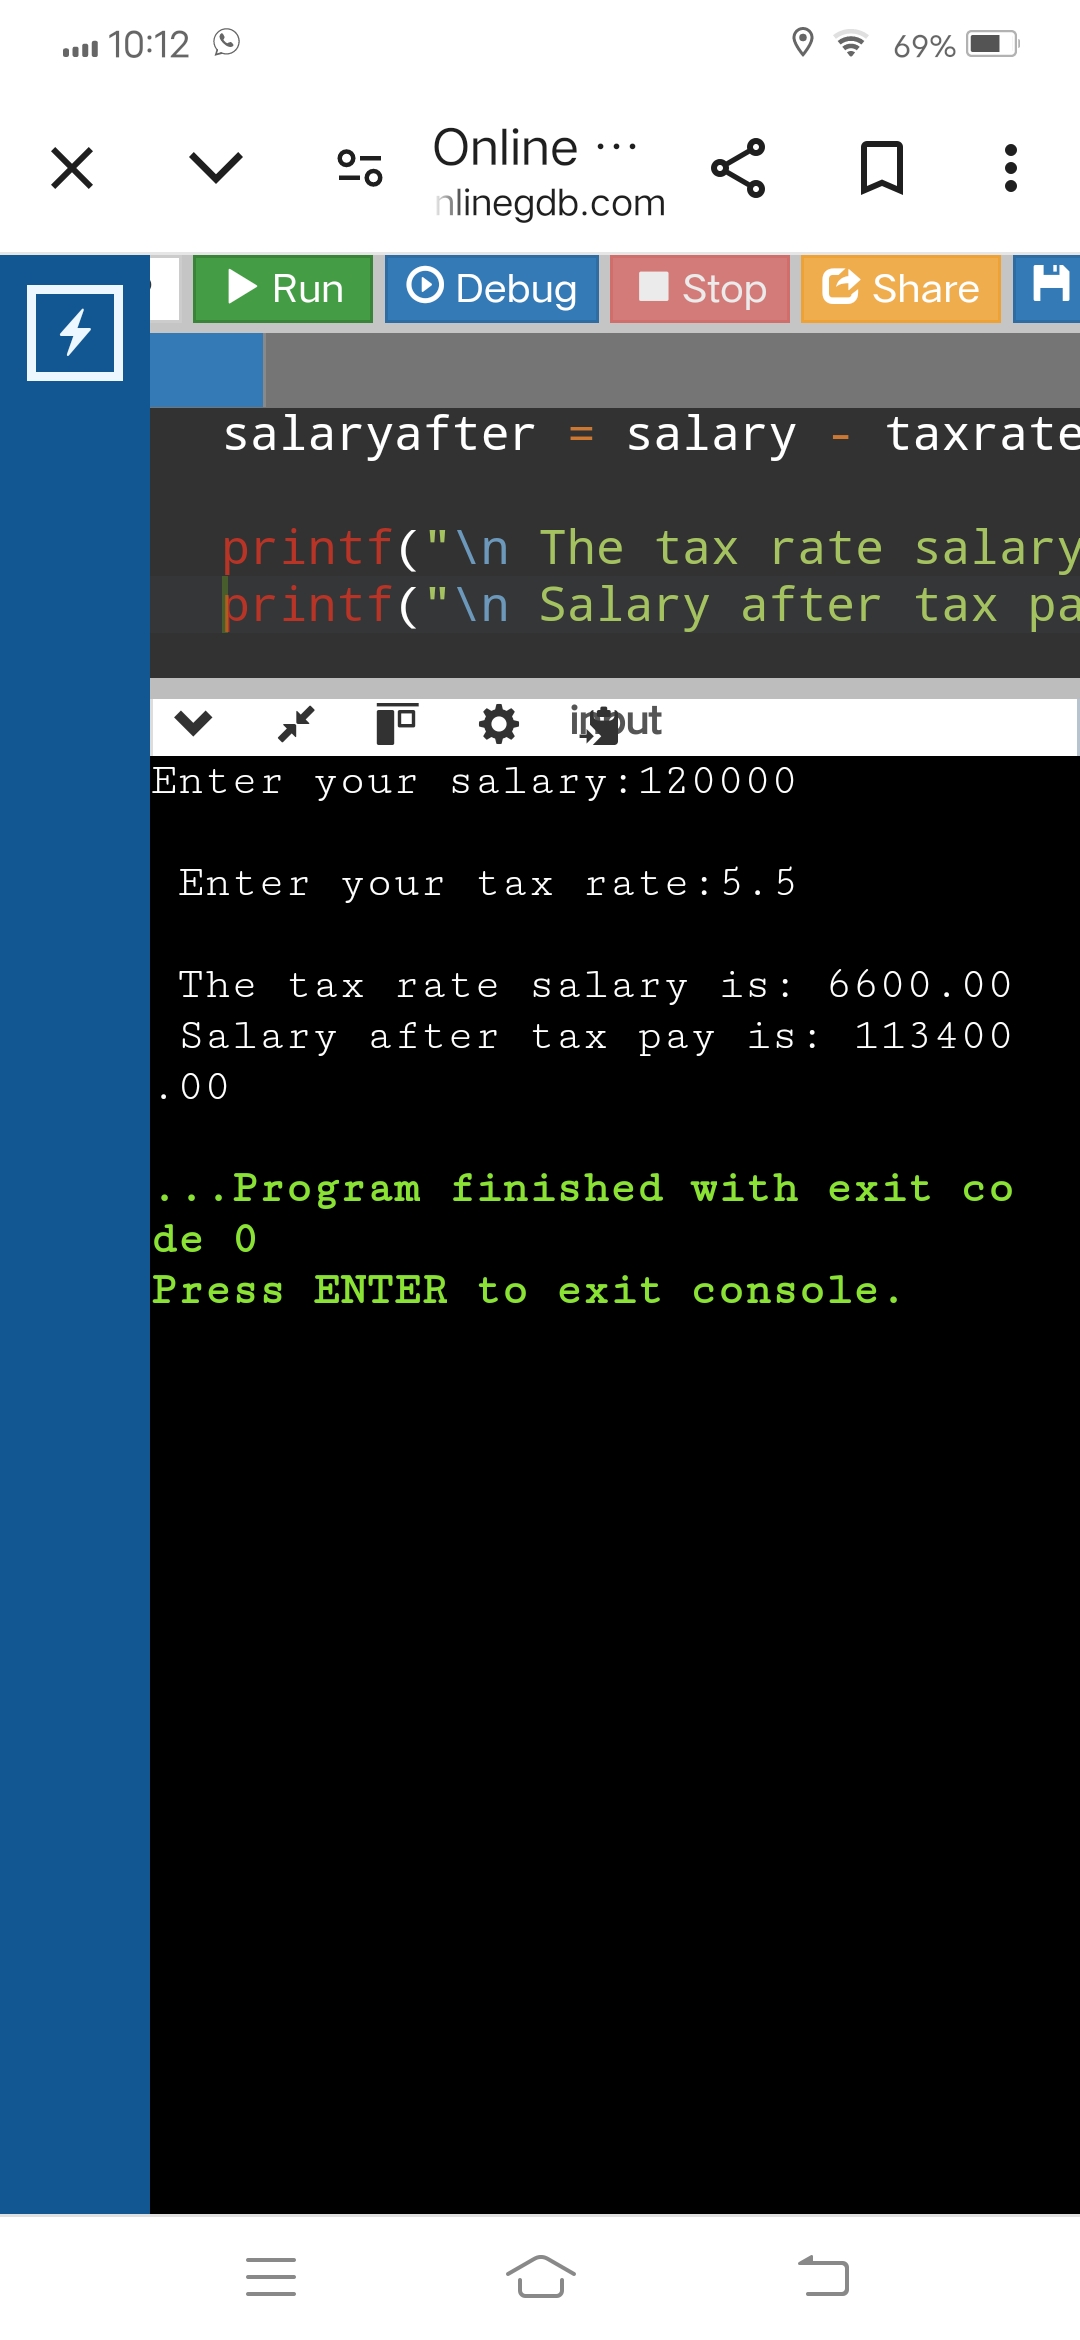 10:12
69%
Online ...
nlinegdb.com
Run
Debug
Stop
Share
salaryafter = salary - taxrate
printf("\n The tax rate salary
printf("\n Salary after tax pa
input
Enter your salary:120000
Enter your tax rate:5.5
The tax rate salary is: 6600.00
Salary after tax pay is: 113400
.00
...Program finished with exit co
de 0
Press ENTER to exit console.